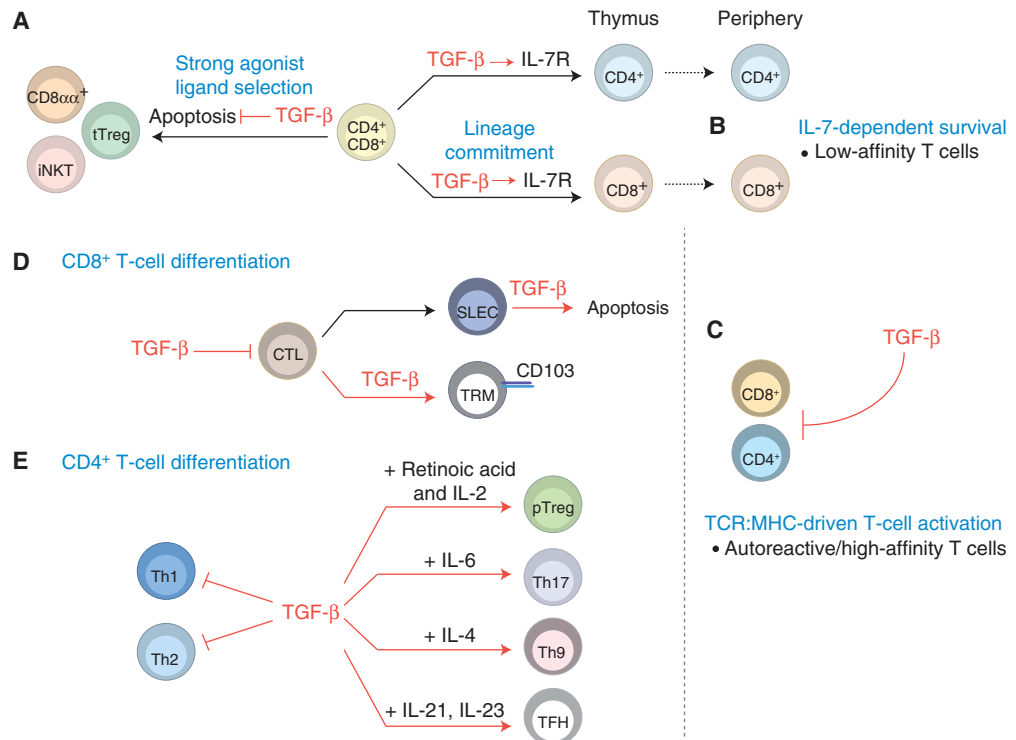 A
Thymus
Periphery
CD8αα+
tTreg
iNKT
Strong agonist
ligand selection
Apoptosis
TGF-β
CD4+
CD8+
TGF-β
IL-7R
CD4+
CD4+
Lineage
commitment
TGF-β
IL-7R
CD8+
CD8+
B
IL-7-dependent survival
• Low-affinity T cells
D
CD8+ T-cell differentiation
TGF-β
CTL
SLEC
TGF-β
Apoptosis
TGF-β
TRM
CD103
C
TGF-β
CD8+
CD4+
TCR:MHC-driven T-cell activation
• Autoreactive/high-affinity T cells
E
CD4+ T-cell differentiation
Th1
Th2
TGF-β
+ Retinoic acid
and IL-2
pTreg
+ IL-6
Th17
+ IL-4
Th9
+ IL-21, IL-23
TFH